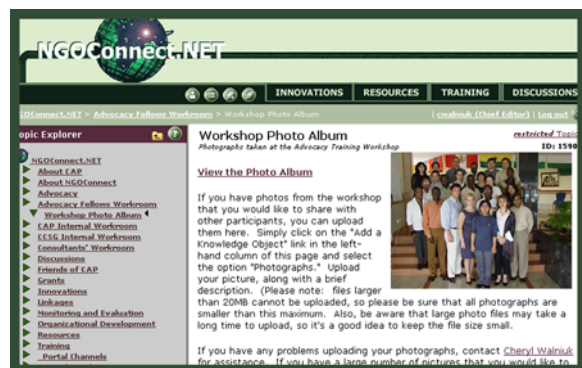 NGOConnect.NET
INNOVATIONS
RESOURCES
TRAINING
DISCUSSIONS
GOConnect.NET > Advocacy Fellows Workroom > Workshop Photo Album
| cwalniuk (Chief Editor) | Log out
opic Explorer
NGOConnect.NET
About CAP
About NGOConnect
Advocacy
Advocacy Fellows Workroom
Workshop Photo Album
CAP Internal Workroom
CCSG Internal Workroom
Consultants' Workroom
Discussions
Friends of CAP
Grants
Innovations
Linkages
Monitoring and Evaluation
Organizational Development
Resources
Training
Portal Channels
Workshop Photo Album
restricted Topic
Photographs taken at the Advocacy Training Workshop
ID: 1590
View the Photo Album
If you have photos from the workshop
that you would like to share with
other participants, you can upload
them here. Simply click on the "Add a
Knowledge Object" link in the left-
hand column of this page and select
the option "Photographs." Upload
your picture, along with a brief
description. (Please note: files larger
than 20MB cannot be uploaded, so please be sure that all photographs are
smaller than this maximum. Also, be aware that large photo files may take a
long time to upload, so it's a good idea to keep the file size small.
If you have any problems uploading your photographs, contact Cheryl Walniuk
for assistance. If you have a large number of pictures that you would like to